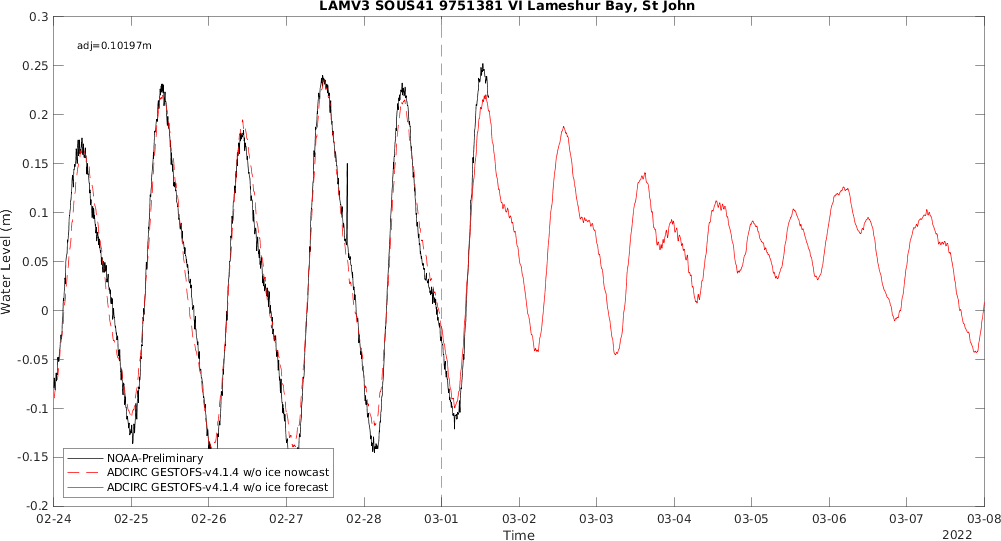 LAMV3 SOUS41 9751381 VI Lameshur Bay, St John
adj=0.10197m
0.3
0.25
0.2
0.15
0.1
0.05
0
-0.05
-0.1
-0.15
-0.2
Water Level (m)
NOAA-Preliminary
ADCIRC GESTOFS-v4.1.4 w/o ice nowcast
ADCIRC GESTOFS-v4.1.4 w/o ice forecast
02-24 02-25 02-26 02-27 02-28 03-01 03-02 03-03 03-04 03-05 03-06 03-07 03-08
Time
2022